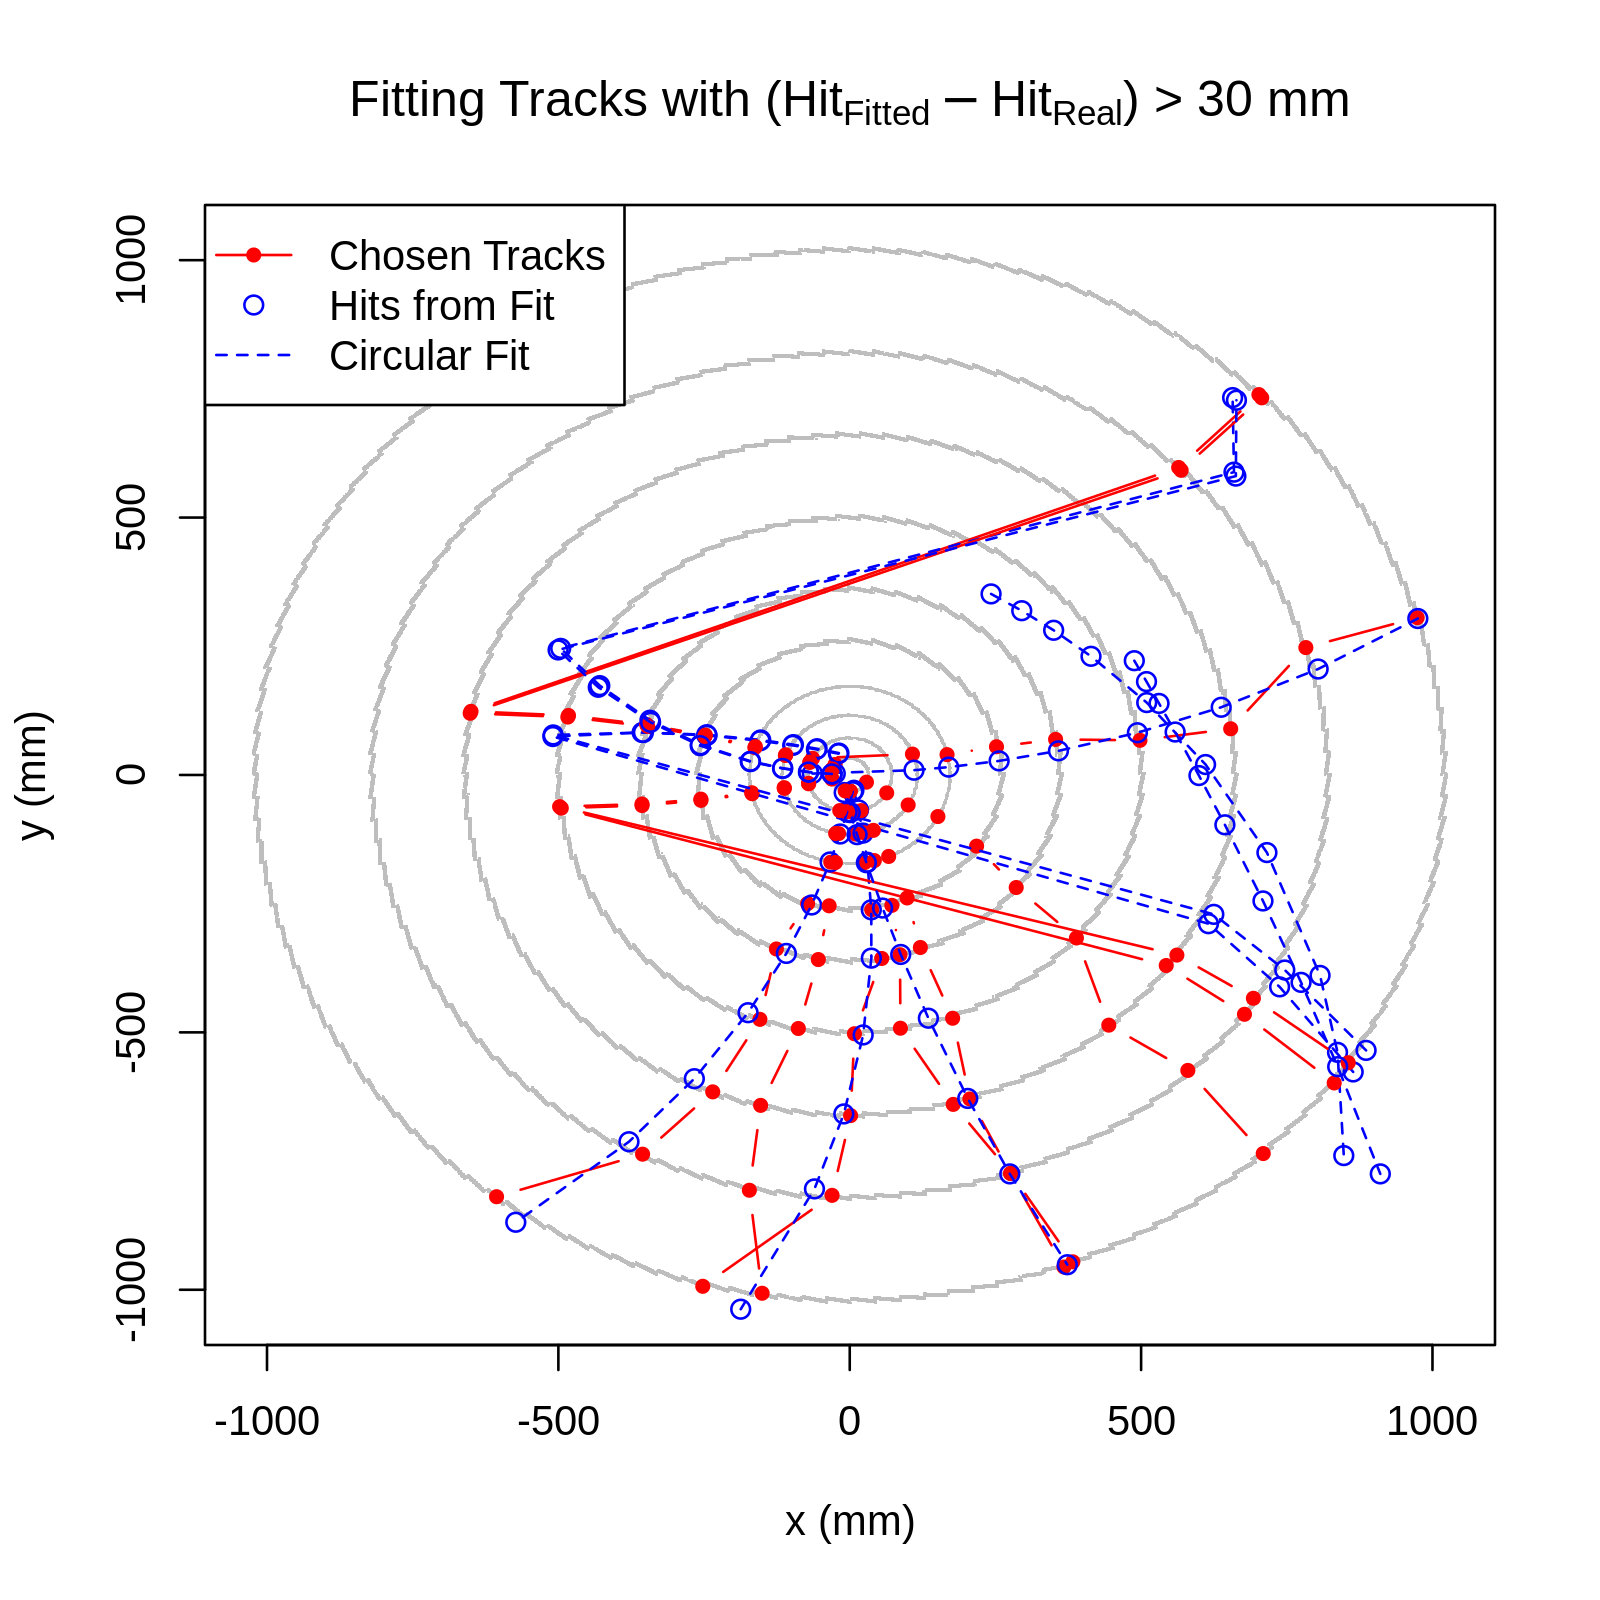 Fitting Tracks with (HitFitted − HitReal) > 30 mm
Chosen Tracks
Hits from Fit
Circular Fit
1000
500
0
-500
-1000
y (mm)
-1000 -500 0 500 1000
x (mm)